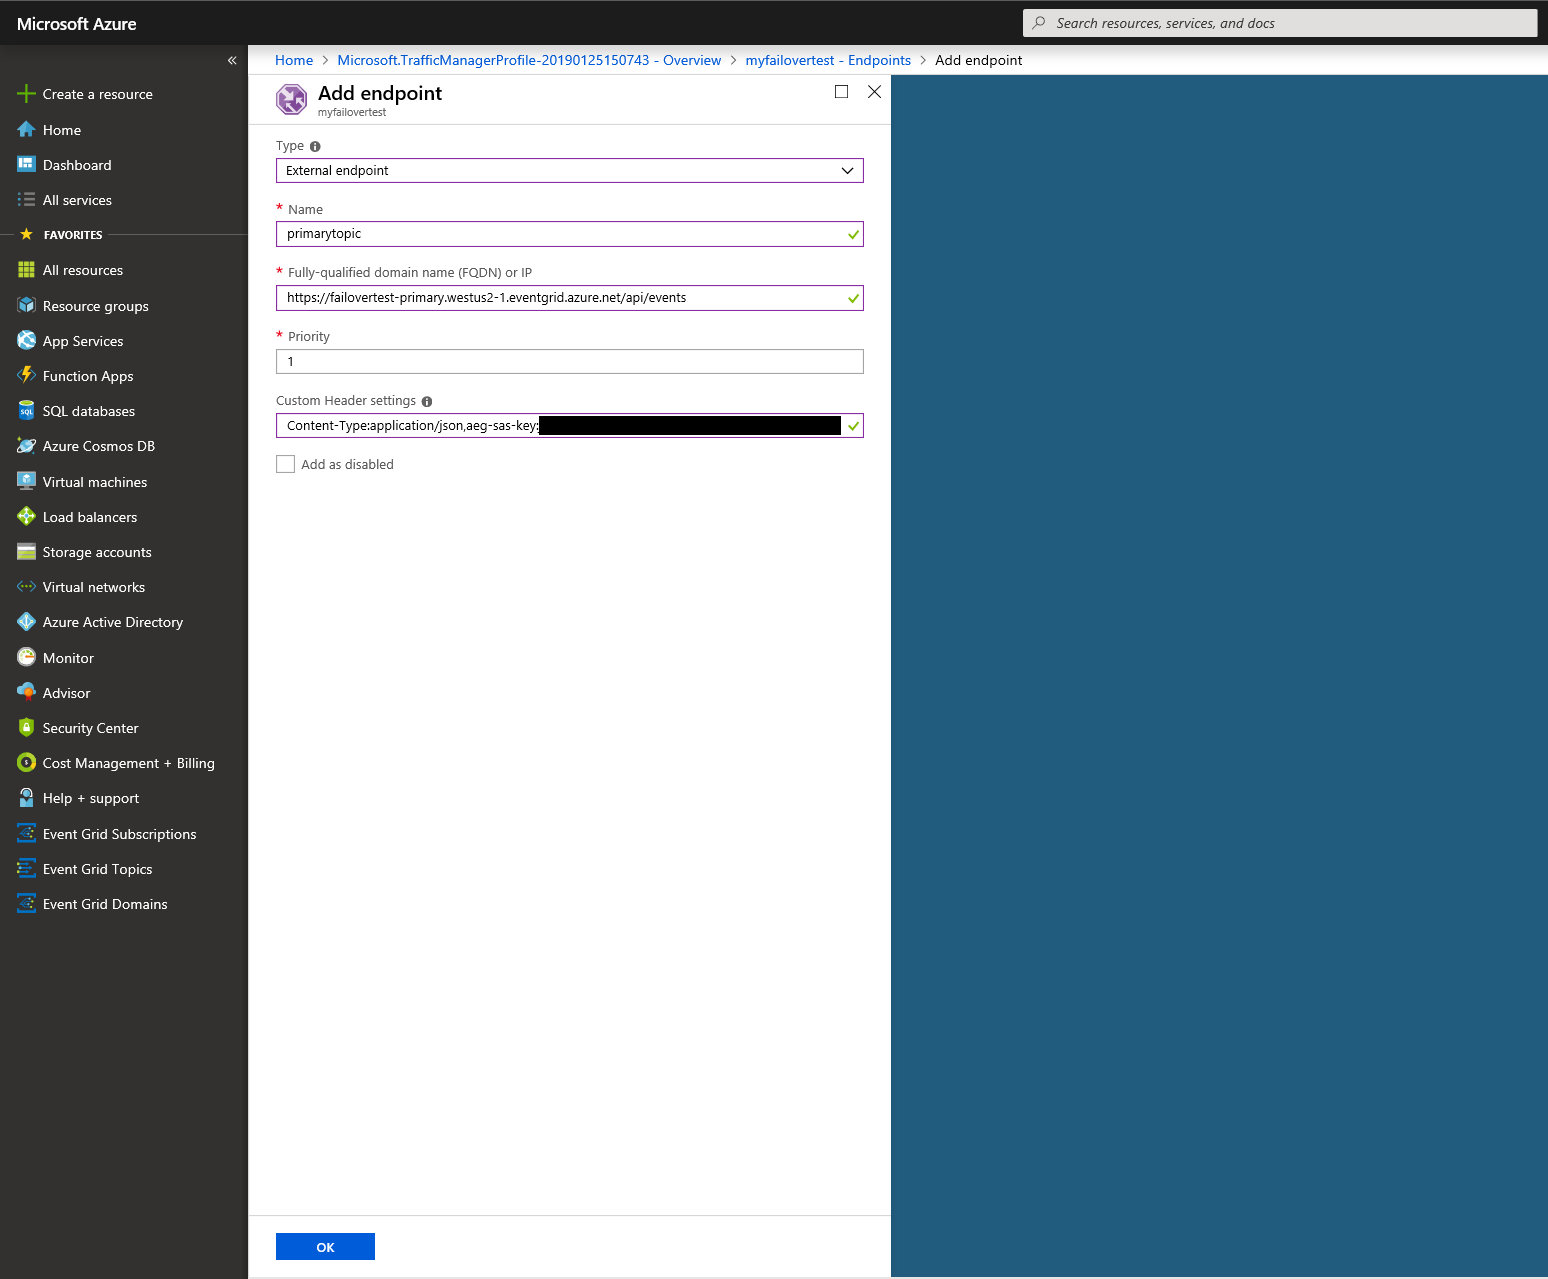 Microsoft Azure
Search resources, services, and docs
«
Home > Microsoft.TrafficManagerProfile-20190125150743 - Overview > myfailovertest - Endpoints > Add endpoint
Create a resource
Home
Dashboard
All services
FAVORITES
All resources
Resource groups
App Services
Function Apps
SQL databases
Azure Cosmos DB
Virtual machines
Load balancers
Storage accounts
Virtual networks
Azure Active Directory
Monitor
Advisor
Security Center
Cost Management + Billing
Help + support
Event Grid Subscriptions
Event Grid Topics
Event Grid Domains
Add endpoint
myfailovertest
Type
External endpoint
* Name
primarytopic
* Fully-qualified domain name (FQDN) or IP
https://failovertest-primary.westus2-1.eventgrid.azure.net/api/events
* Priority
1
Custom Header settings
Content-Type:application/json,aeg-sas-key:
Add as disabled
OK